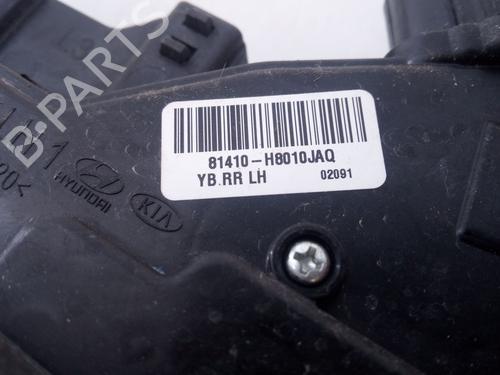 B-PARTS
81410-H8010JAQ
YB.RR LH 02091
HYUNDAI
KIA